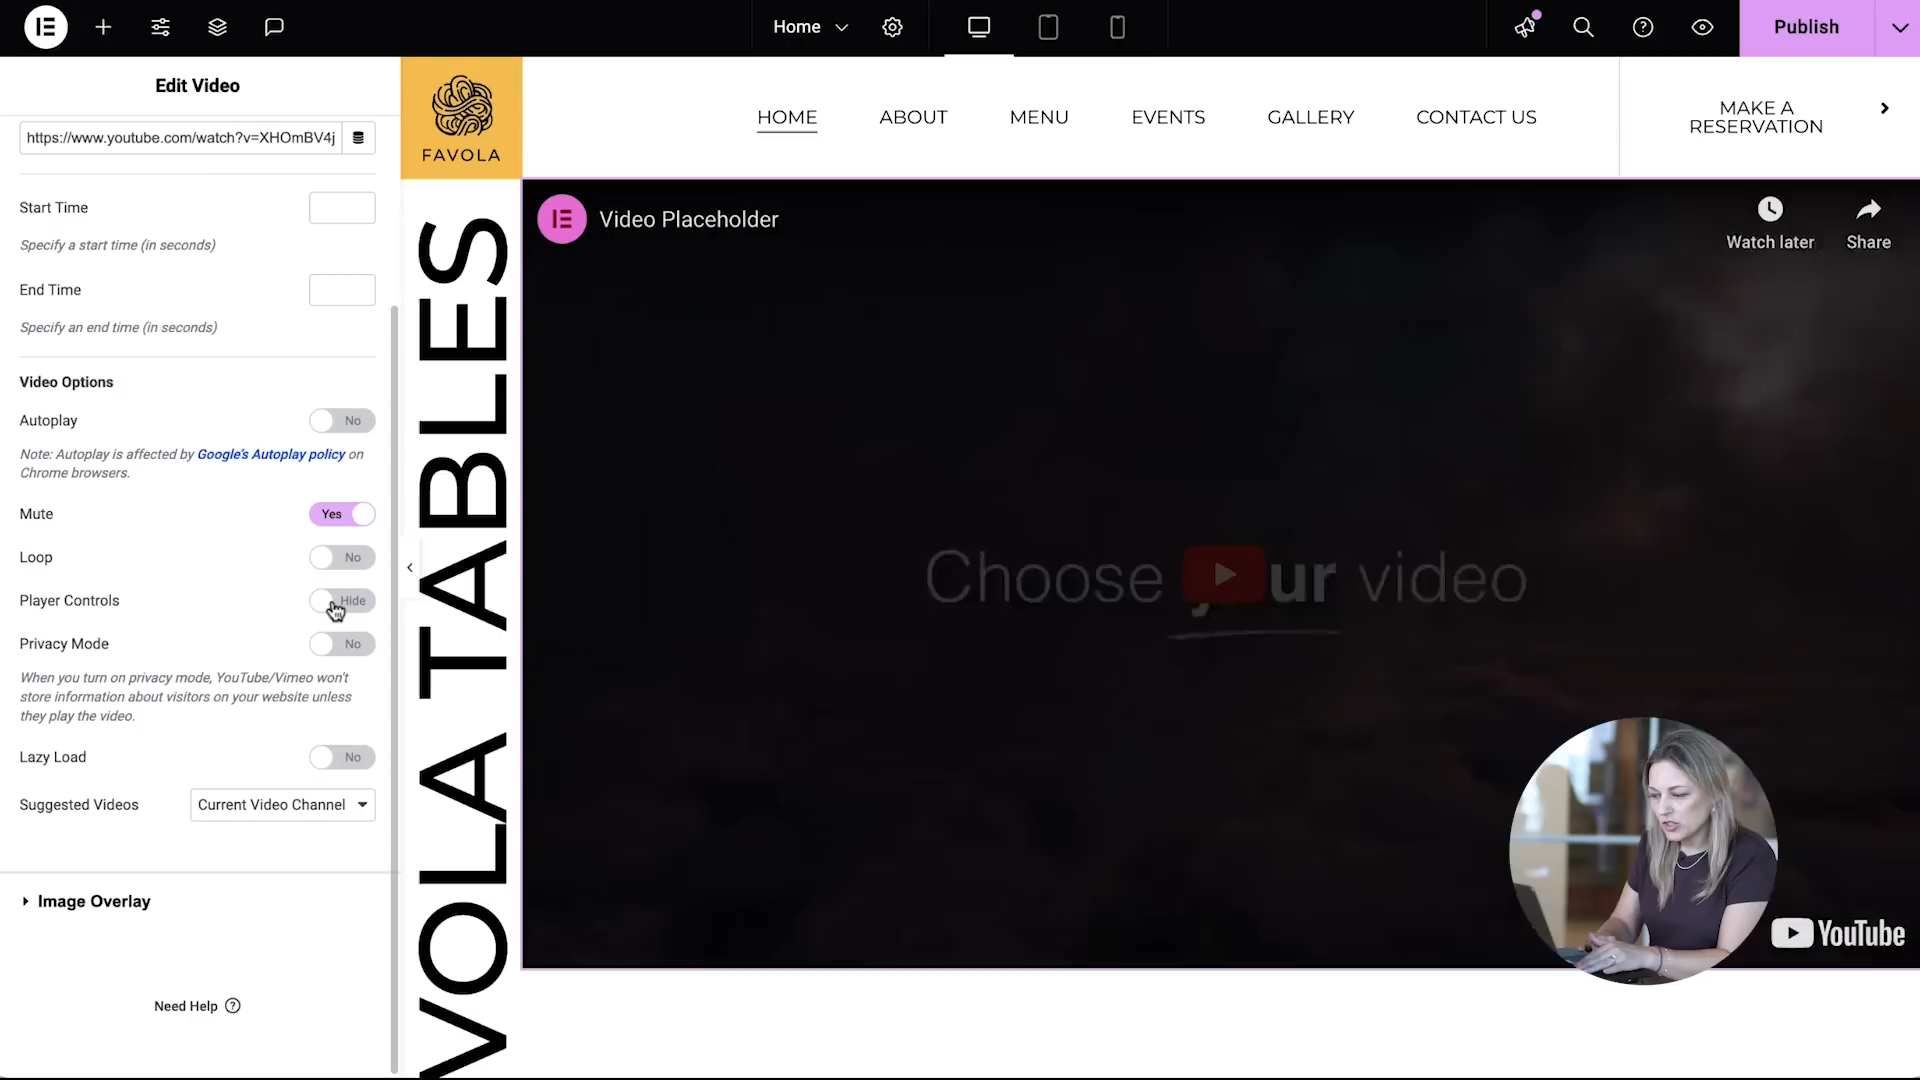 Home
Publish
Edit Video
https://www.youtube.com/watch?v=XHOmBV4j
Start Time
Specify a start time (in seconds)
End Time
Specify an end time (in seconds)
Video Options
Autoplay
No
Note: Autoplay is affected by Google's Autoplay policy on
Chrome browsers.
Mute
Yes
Loop
No
Player Controls
Hide
Privacy Mode
No
When you turn on privacy mode, YouTube/Vimeo won't
store information about visitors on your website unless
they play the video.
Lazy Load
No
Suggested Videos
Current Video Channel
Image Overlay
Need Help
FAVOLA
HOME
ABOUT
MENU
EVENTS
GALLERY
CONTACT US
MAKE A
RESERVATION
VOLA TABLES
Video Placeholder
Watch later
Share
Choose your video
YouTube